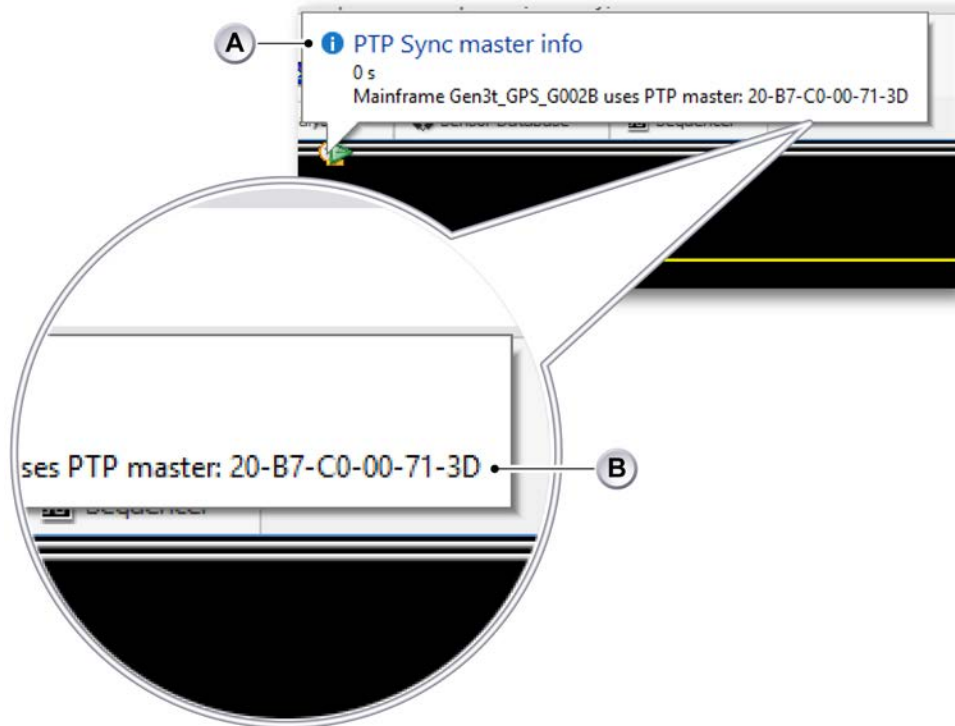 A
PTP Sync master info
0 s
Mainframe Gen3t_GPS_G002B uses PTP master: 20-B7-C0-00-71-3D
Sensor Database Sequencer
ses PTP master: 20-B7-C0-00-71-3D
B
Sequencer